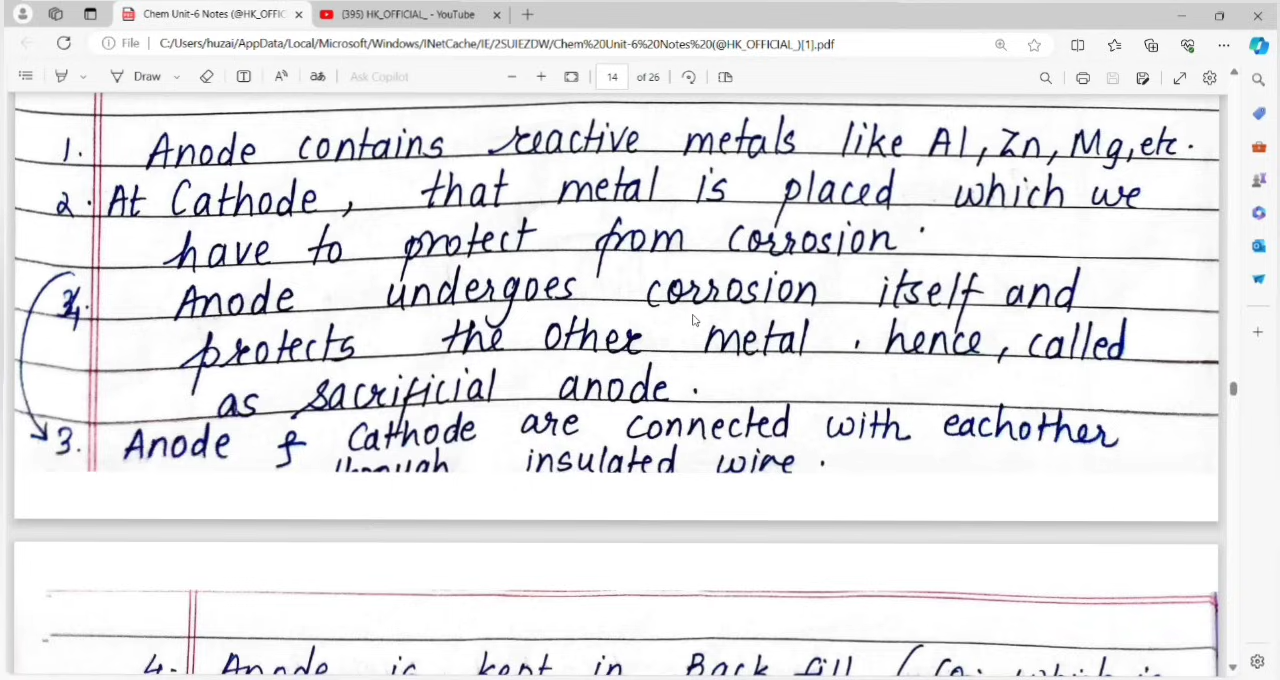 Chem Unit-6 Notes (@HK_OFFIC
(395) HK_OFFICIAL_ - YouTube
File
C:/Users/huzai/AppData/Local/Microsoft/Windows/INetCache/IE/2SUIEZDW/Chem%20Unit-6%20Notes%20(@HK_OFFICIAL_)[1].pdf
Draw
Ask Copilot
14 of 26
1. Anode contains reactive metals like Al, Zn, Mg, etc.
2. At Cathode, that metal is placed which we
have to protect from corrosion.
Anode undergoes corrosion itself and
protects the other metal. hence, called
as sacrificial anode.
3. Anode & Cathode are connected with eachother
through insulated wire.
4. Anode is kept in Back fill ( which is